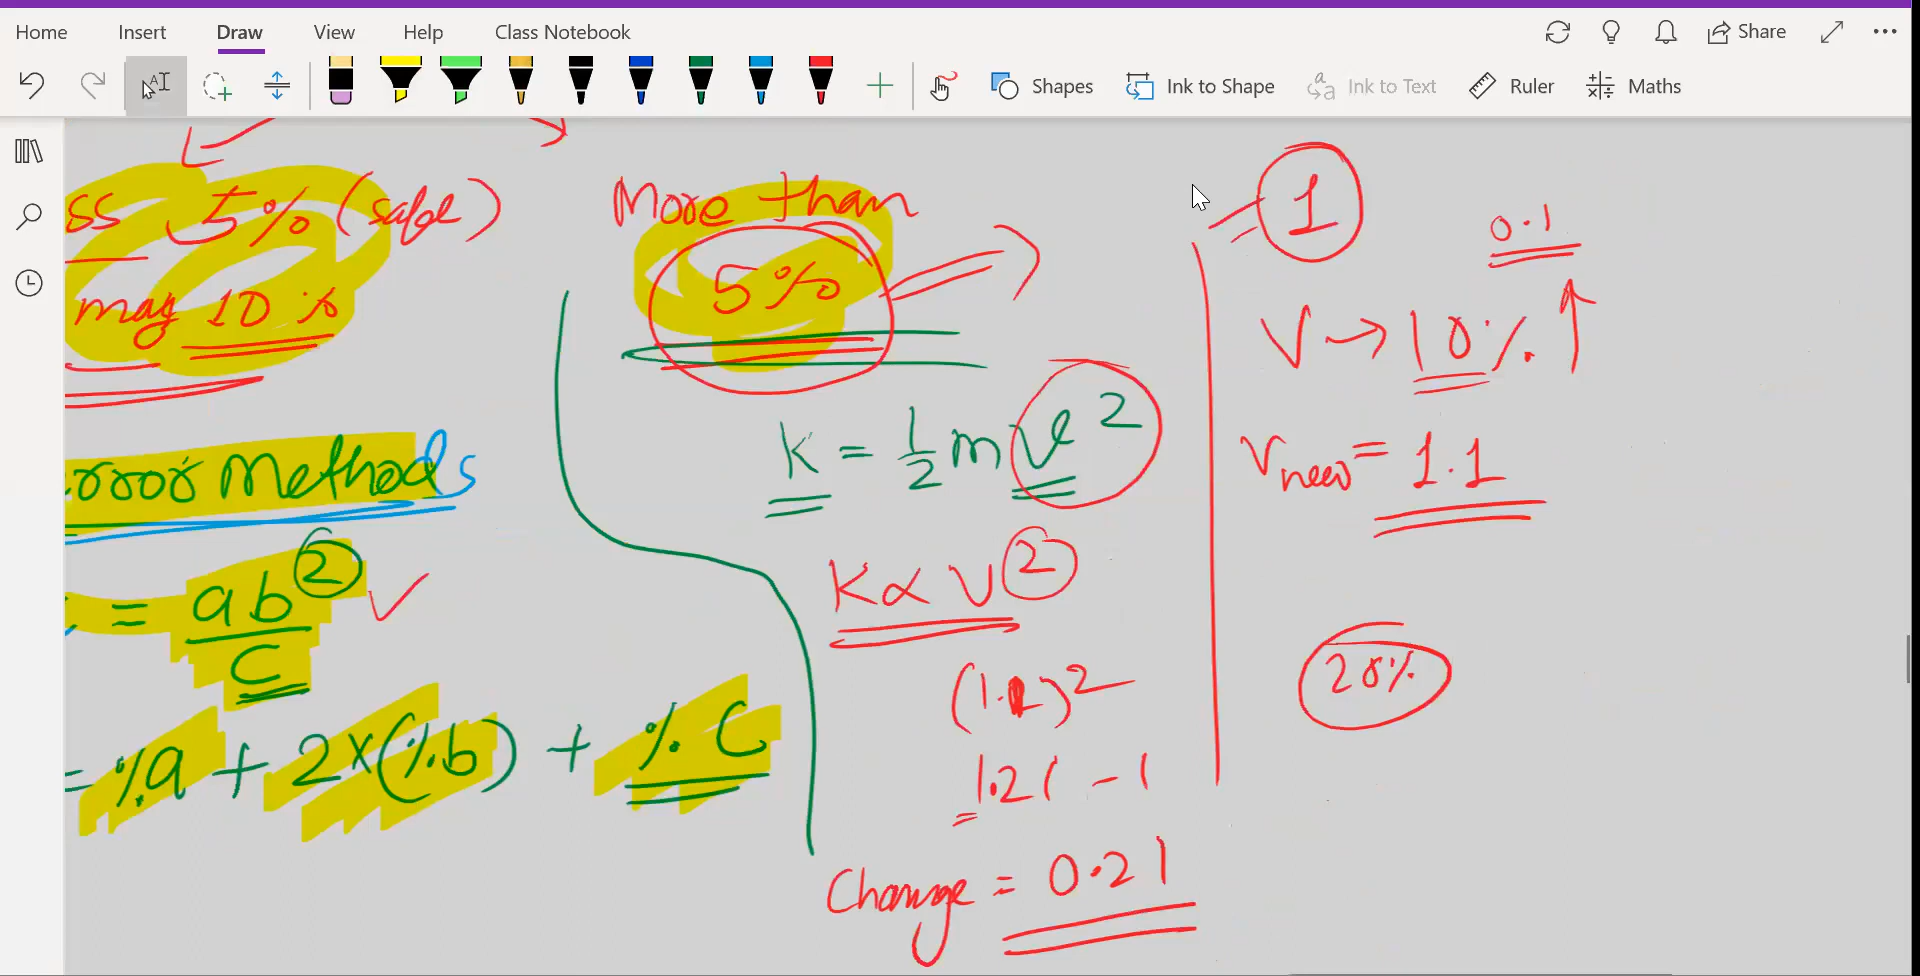 Home Insert Draw View Help Class Notebook Share
Shapes Ink to Shape Ink to Text Ruler Maths
ss 5% (safe)
may 10%
error Methods
= ab²/c
= %a + 2×(%b) + %c
More than
5%
K = ½mv²
K ∝ v²
(1.1)²
1.21 - 1
Change = 0.21
1
0.1
V → 10% ↑
Vnew = 1.1
20%